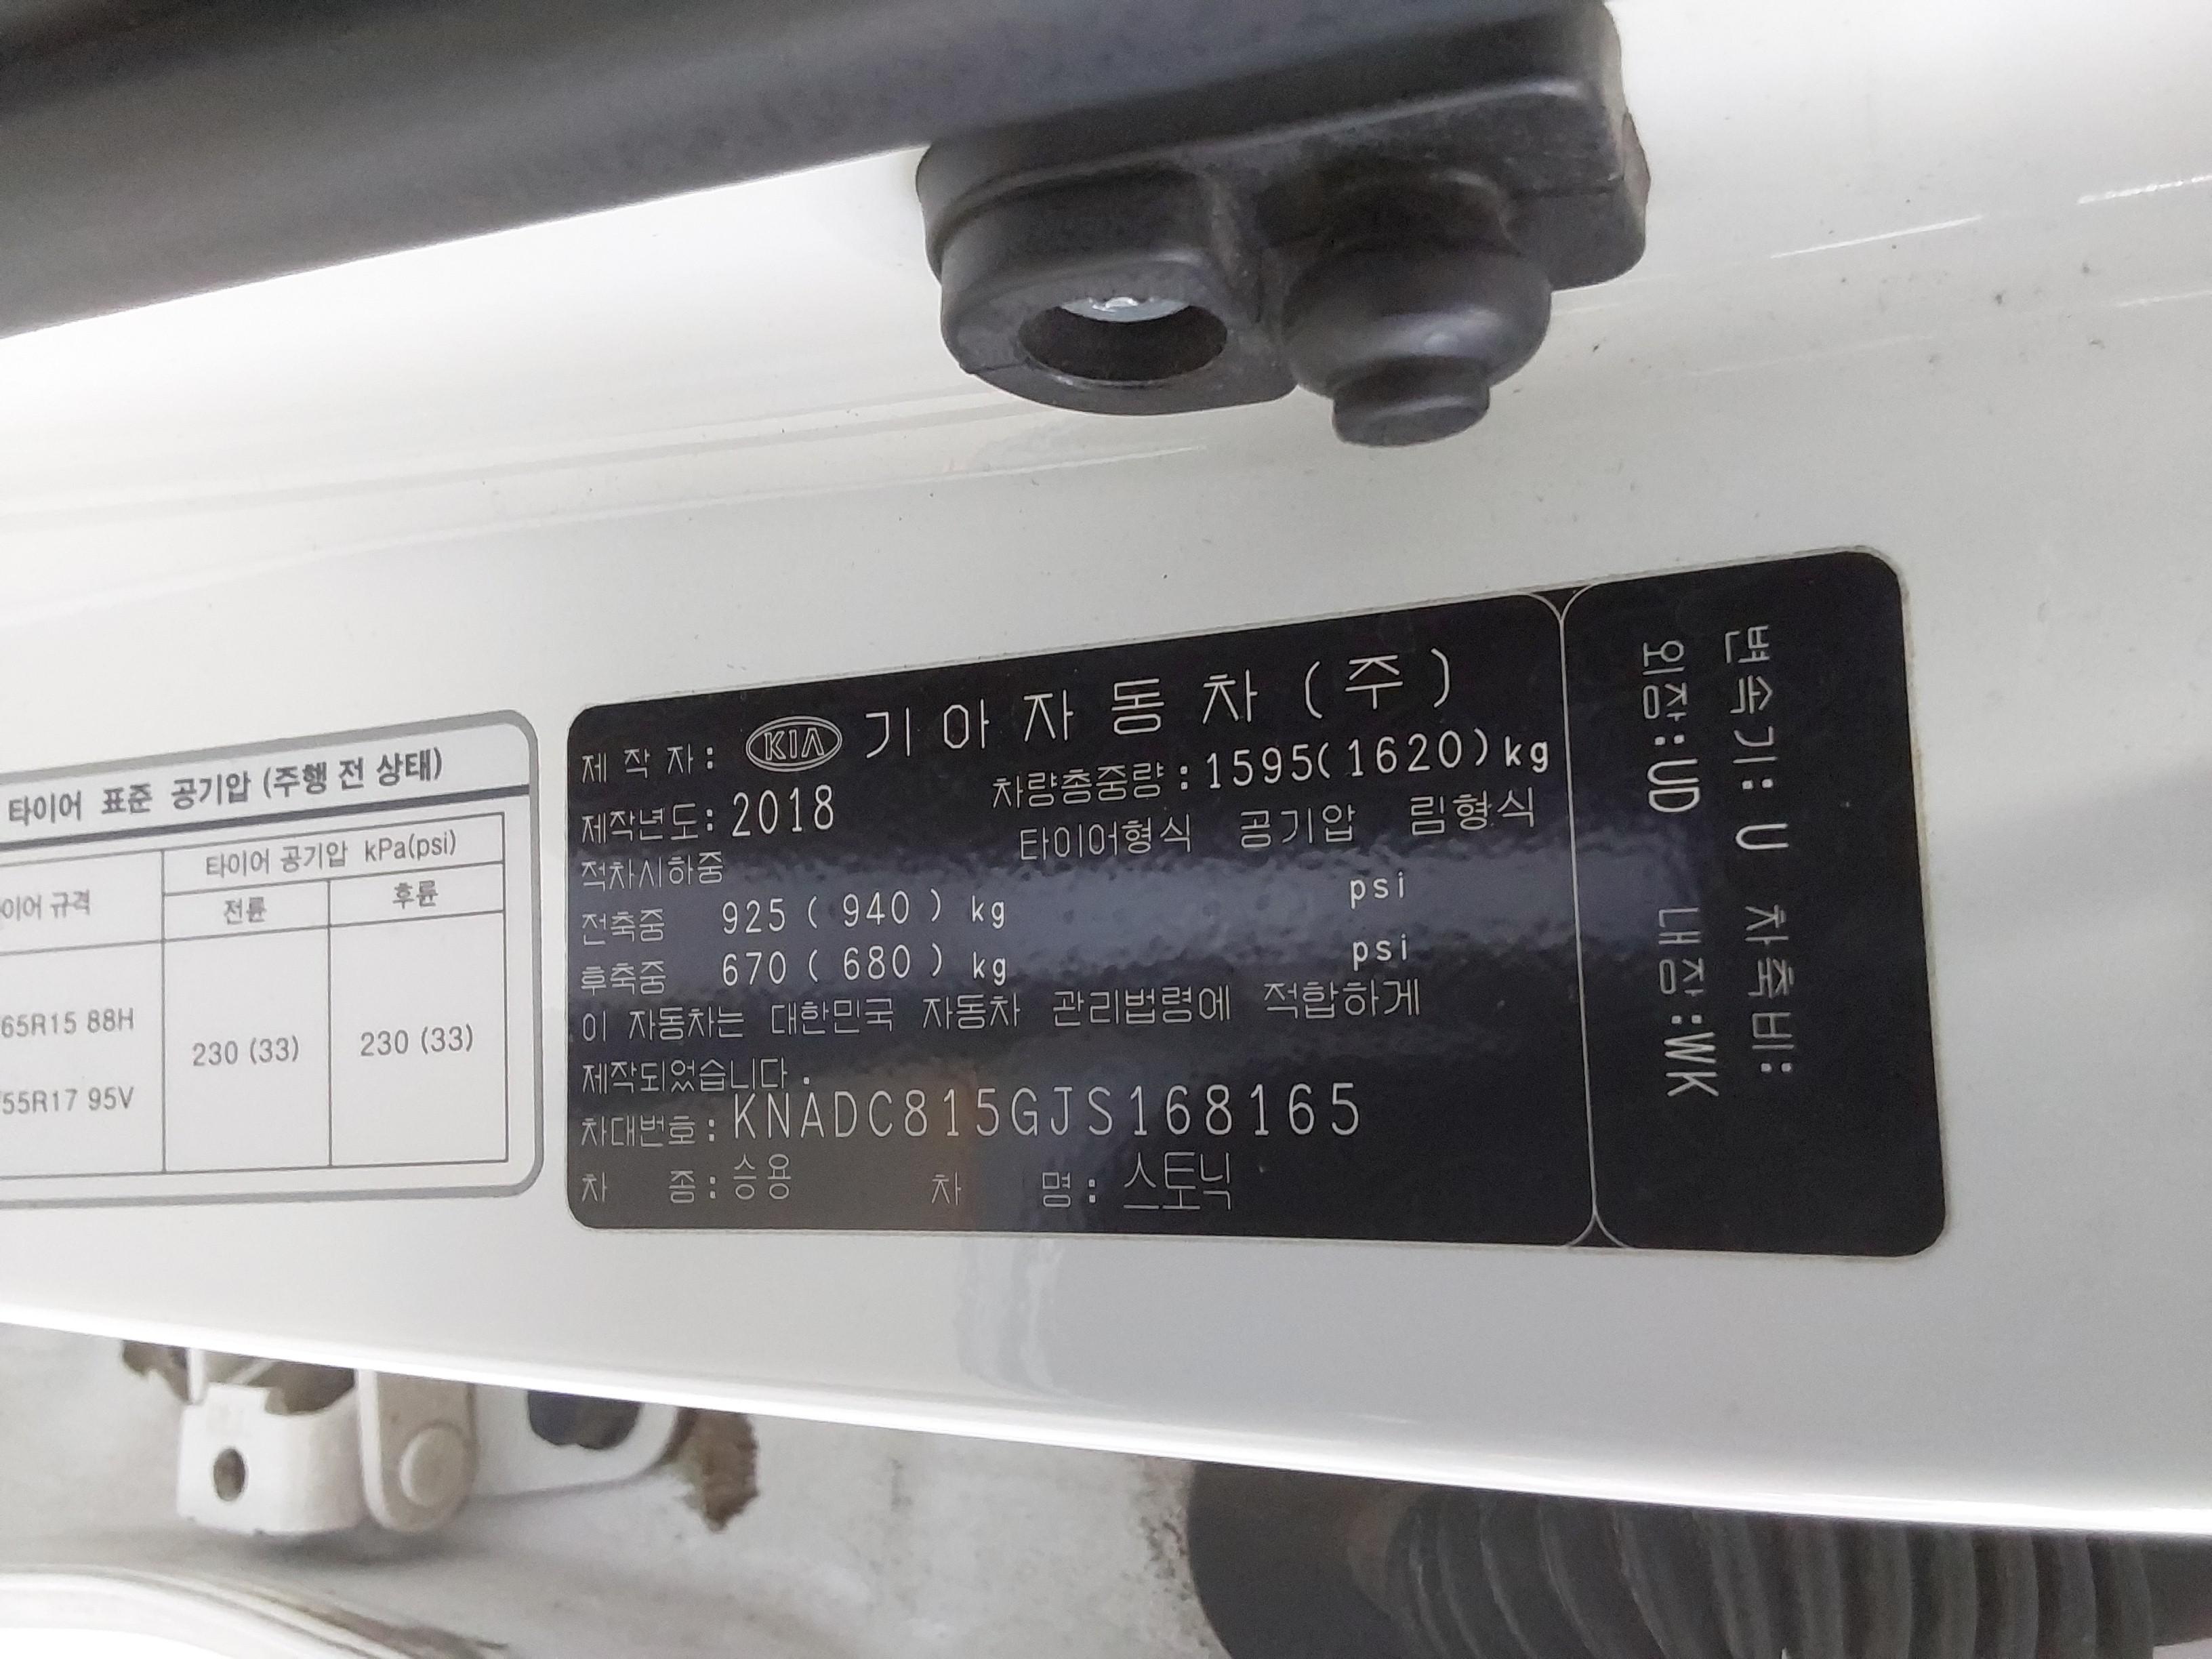 타이어 표준 공기압 (주행 전 상태)
규격
타이어 공기압 kPa(psi)
전륜 후륜
65R15 88H
55R17 95V
230 (33) 230 (33)
제 작 자 : KIA 기 아 자 동 차 ( 주 )
제작년도 : 2018 차량총중량 : 1595(1620)kg
타이어형식 공기압 림형식
적차시하중
전축중 925 ( 940 ) kg psi
후축중 670 ( 680 ) kg psi
이 자동차는 대한민국 자동차 관리법령에 적합하게
제작되었습니다.
차대번호 : KNADC815GJS168165
차 종 : 승용 차 명 : 스토닉
변속기 : U 차축비 :
외장 : UD 내장 : WK